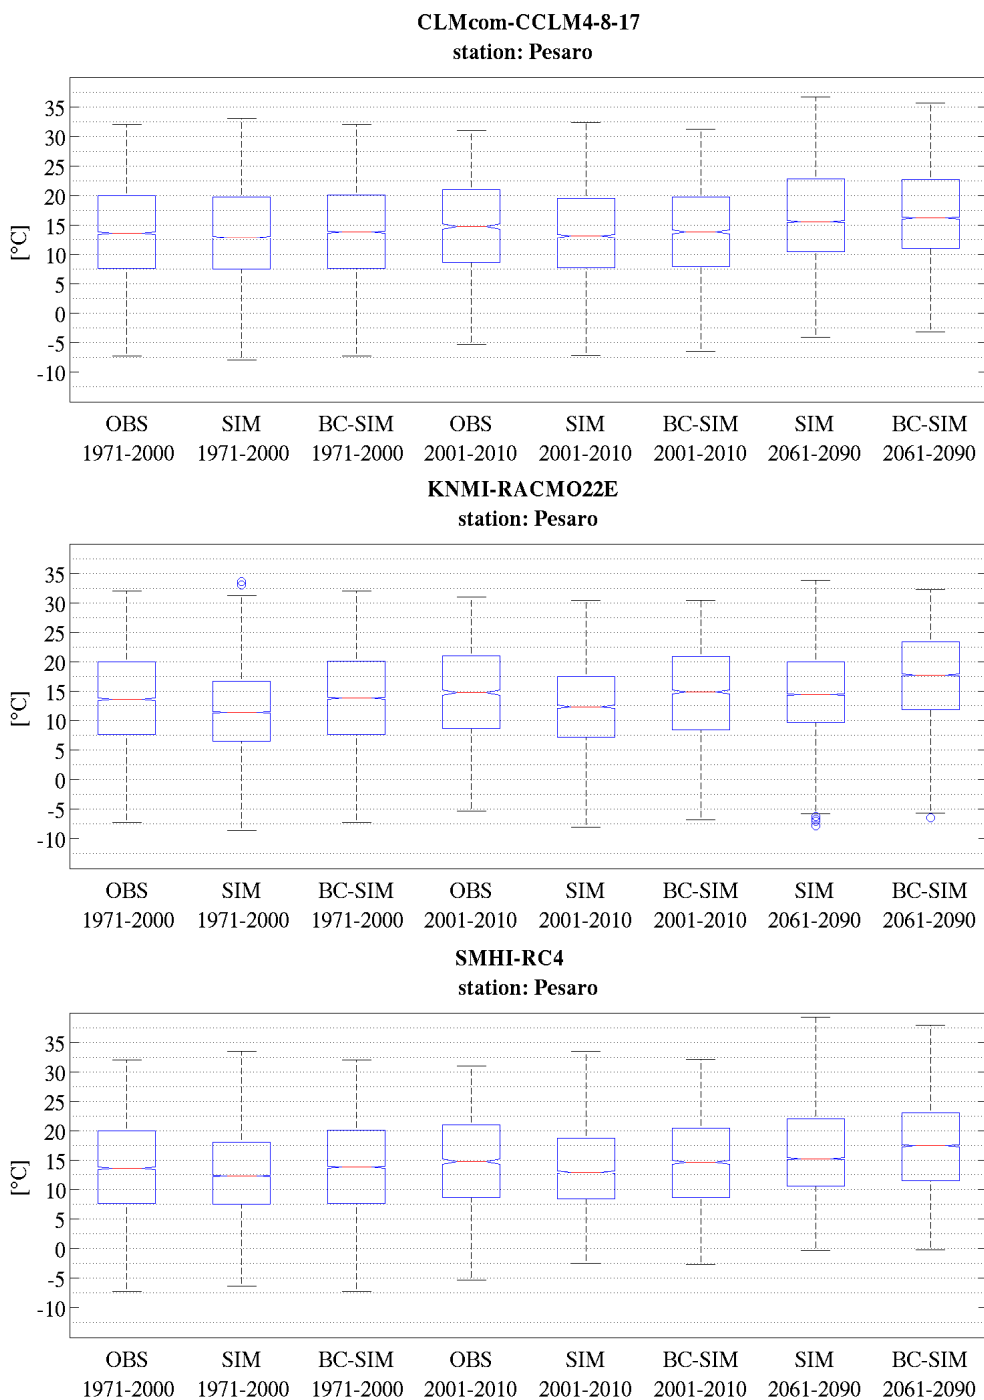 CLMcom-CCLM4-8-17
station: Pesaro
35
30
25
20
15
10
5
0
-5
-10
[°C]
OBS SIM BC-SIM OBS SIM BC-SIM SIM BC-SIM
1971-2000 1971-2000 1971-2000 2001-2010 2001-2010 2001-2010 2061-2090 2061-2090
KNMI-RACMO22E
station: Pesaro
35
30
25
20
15
10
5
0
-5
-10
[°C]
OBS SIM BC-SIM OBS SIM BC-SIM SIM BC-SIM
1971-2000 1971-2000 1971-2000 2001-2010 2001-2010 2001-2010 2061-2090 2061-2090
SMHI-RC4
station: Pesaro
35
30
25
20
15
10
5
0
-5
-10
[°C]
OBS SIM BC-SIM OBS SIM BC-SIM SIM BC-SIM
1971-2000 1971-2000 1971-2000 2001-2010 2001-2010 2001-2010 2061-2090 2061-2090